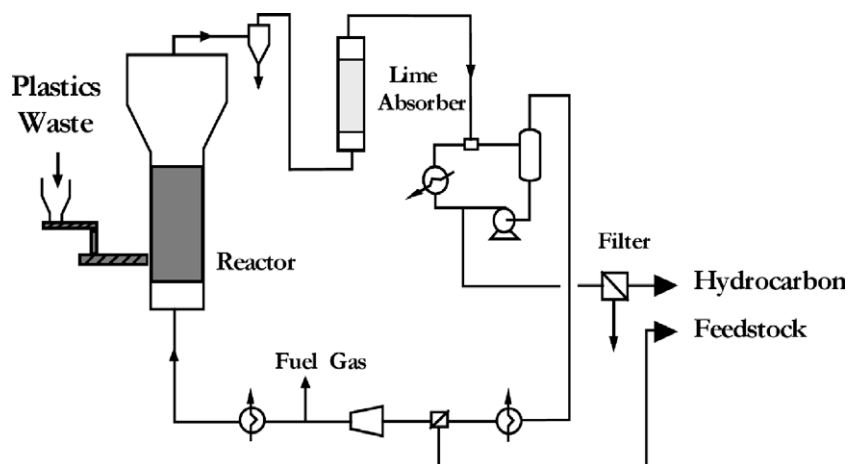 Plastics
Waste
Lime
Absorber
Reactor
Filter
Hydrocarbon
Feedstock
Fuel Gas